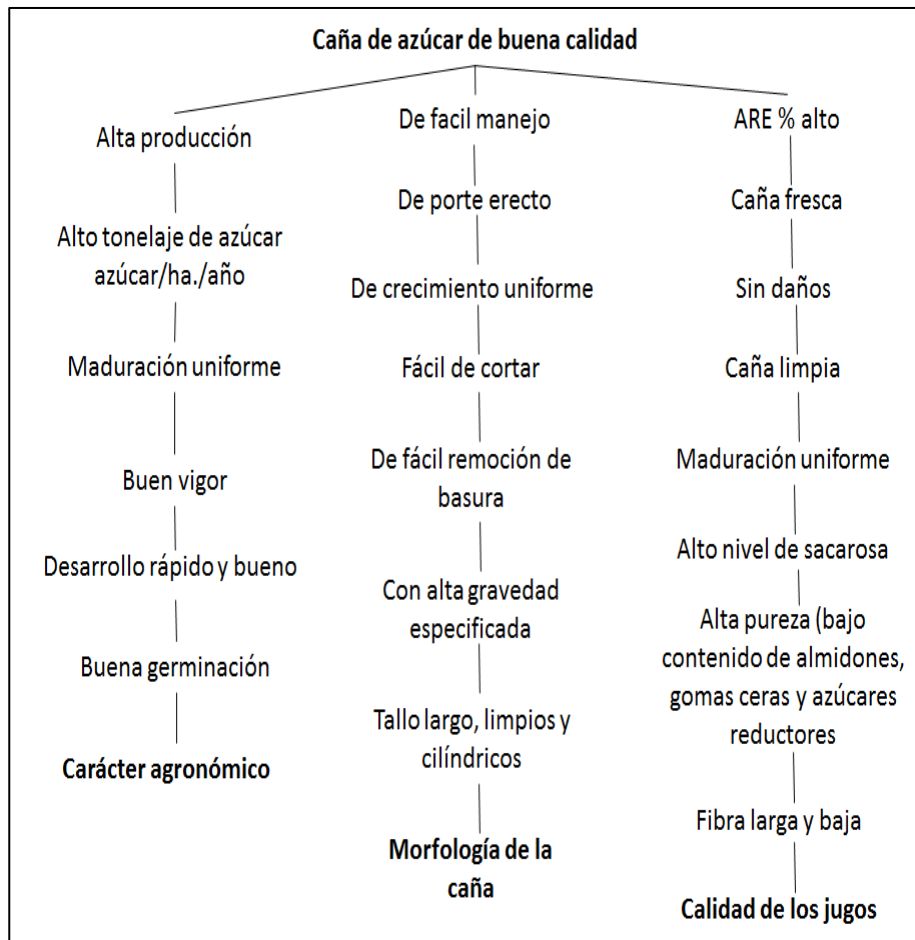 Caña de azúcar de buena calidad
Alta producción
Alto tonelaje de azúcar
azúcar/ha./año
Maduración uniforme
Buen vigor
Desarrollo rápido y bueno
Buena germinación
Carácter agronómico
De facil manejo
De porte erecto
De crecimiento uniforme
Fácil de cortar
De fácil remoción de
basura
Con alta gravedad
especificada
Tallo largo, limpios y
cilíndricos
Morfología de la
caña
ARE % alto
Caña fresca
Sin daños
Caña limpia
Maduración uniforme
Alto nivel de sacarosa
Alta pureza (bajo
contenido de almidones,
gomas ceras y azúcares
reductores
Fibra larga y baja
Calidad de los jugos